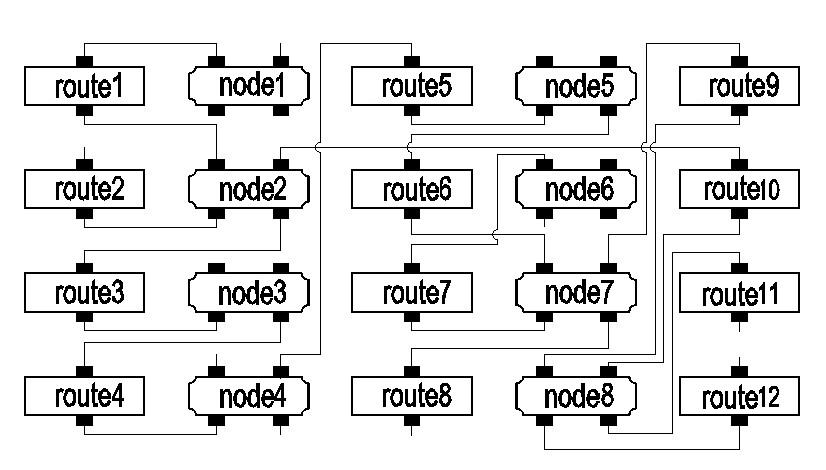 route1 node1 route5 node5 route9
route2 node2 route6 node6 route10
route3 node3 route7 node7 route11
route4 node4 route8 node8 route12